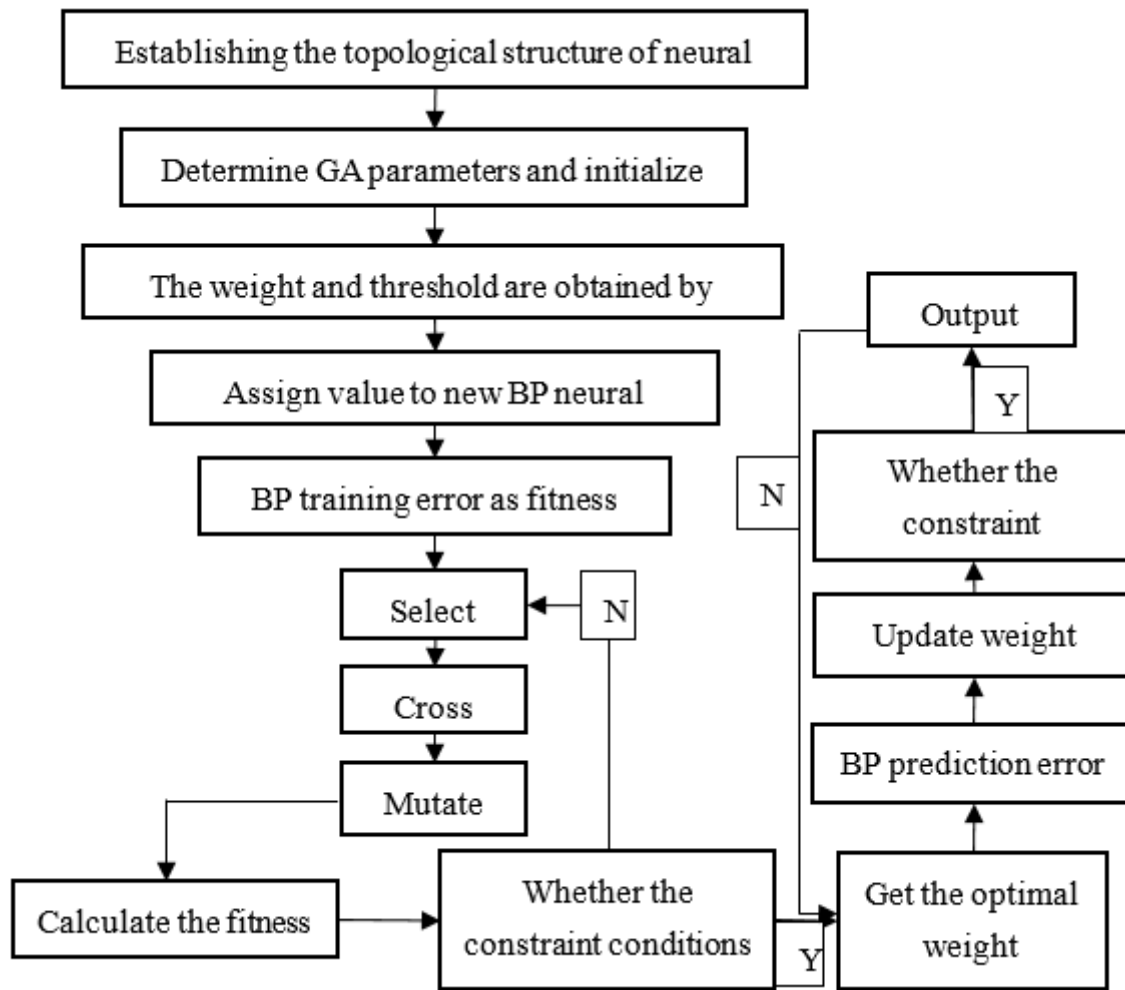 Establishing the topological structure of neural
Determine GA parameters and initialize
The weight and threshold are obtained by
Assign value to new BP neural
BP training error as fitness
Select
N
Cross
Mutate
Calculate the fitness
Whether the
constraint conditions
Y
Get the optimal
weight
BP prediction error
Update weight
Whether the
constraint
Y
N
Output